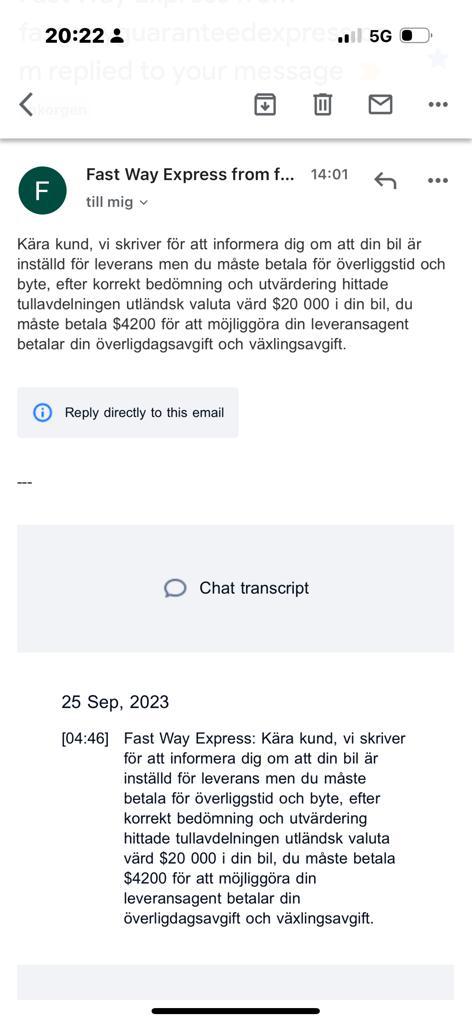 20:22
5G
Fast Way Express from
guaranteedexpress
m replied to your message
Fast Way Express from f... 14:01
F
till mig
Kära kund, vi skriver för att informera dig om att din bil är
inställd för leverans men du måste betala för överliggstid och
byte, efter korrekt bedömning och utvärdering hittade
tullavdelningen utländsk valuta värd $20 000 i din bil, du
måste betala $4200 för att möjliggöra din leveransagent
betalar din överligdagsavgift och växlingsavgift.
Reply directly to this email
---
Chat transcript
25 Sep, 2023
[04:46] Fast Way Express: Kära kund, vi skriver
för att informera dig om att din bil är
inställd för leverans men du måste
betala för överliggstid och byte, efter
korrekt bedömning och utvärdering
hittade tullavdelningen utländsk valuta
värd $20 000 i din bil, du måste betala
$4200 för att möjliggöra din
leveransagent betalar din
överligdagsavgift och växlingsavgift.